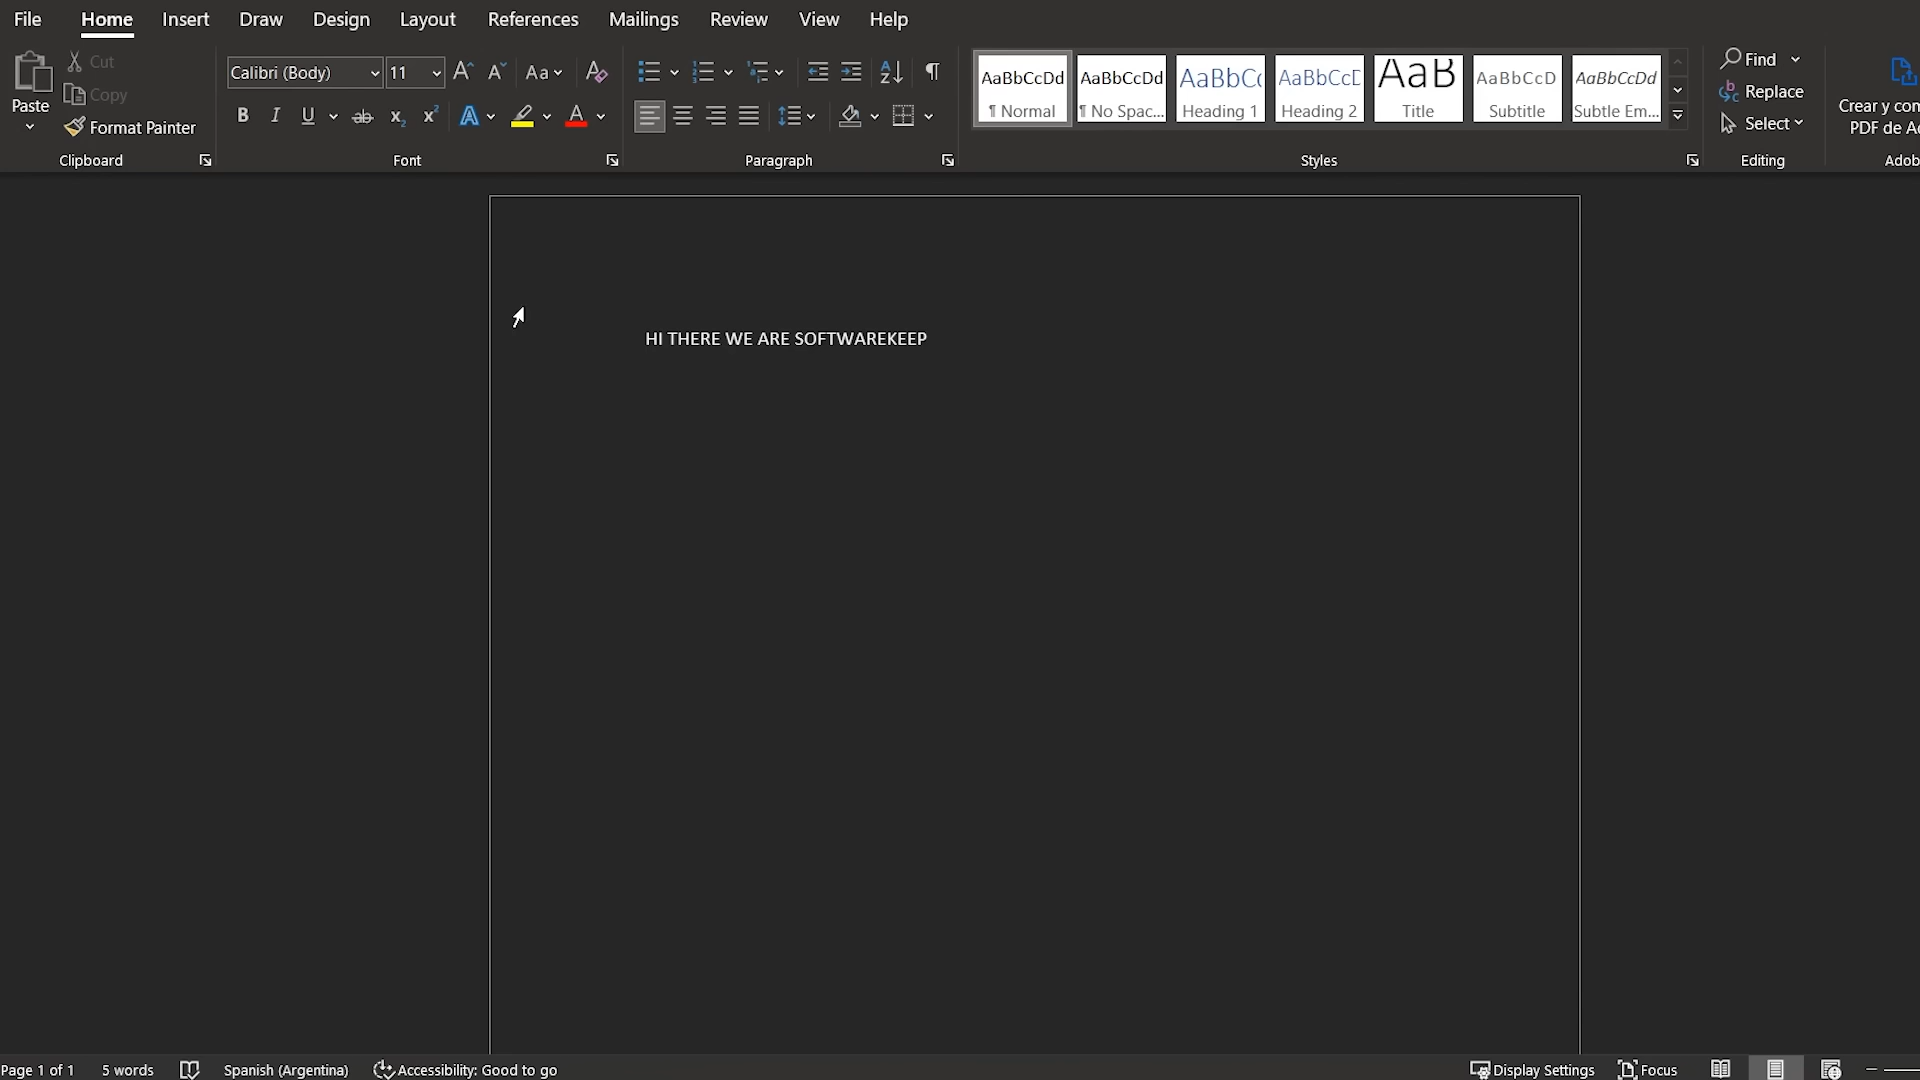 File Home Insert Draw Design Layout References Mailings Review View Help
Paste
Cut
Copy
Format Painter
Clipboard
Calibri (Body) 11
Font
Paragraph
AaBbCcDd ¶ Normal
AaBbCcDd ¶ No Spac...
AaBbCc Heading 1
AaBbCcD Heading 2
AaB Title
AaBbCcD Subtitle
AaBbCcDd Subtle Em...
Styles
Find
Replace
Select
Editing
Crear y com
PDF de Ad
Adob
HI THERE WE ARE SOFTWAREKEEP
Page 1 of 1 5 words Spanish (Argentina) Accessibility: Good to go Display Settings Focus